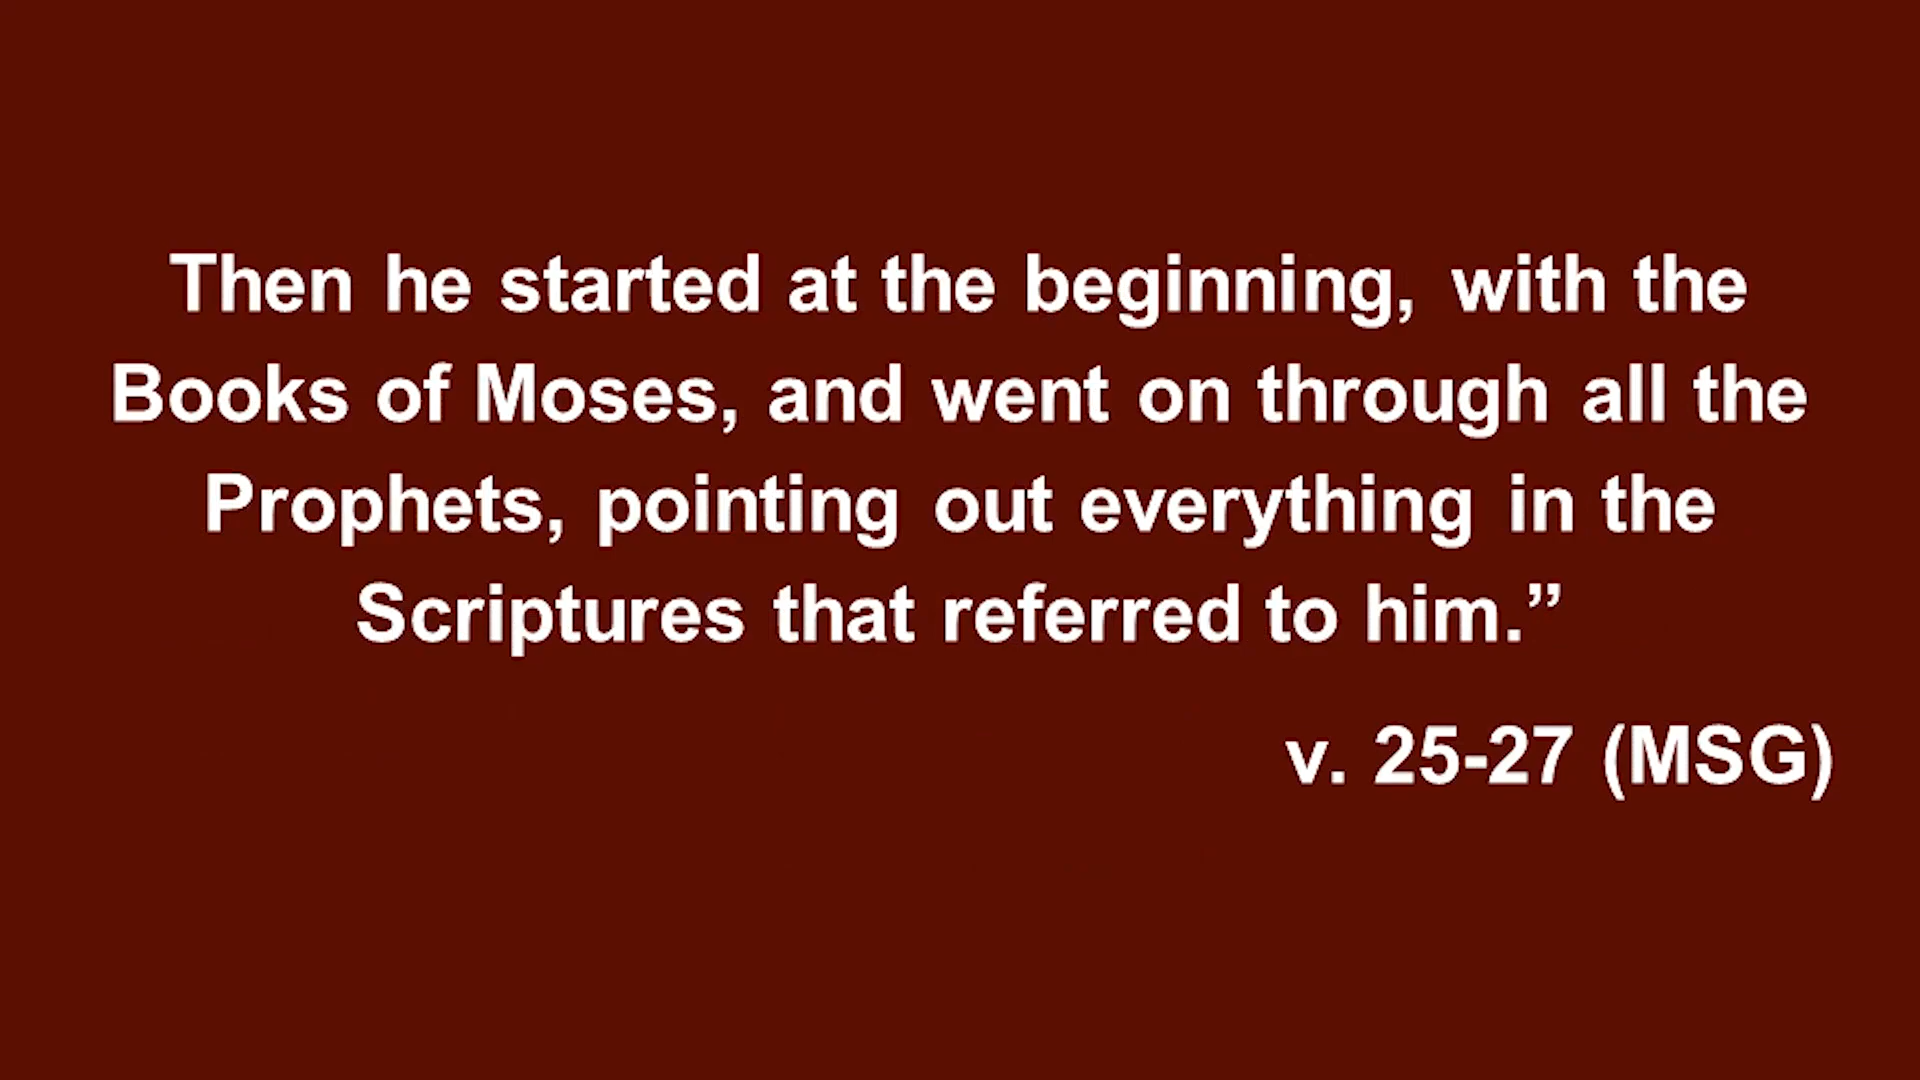 Then he started at the beginning, with the
Books of Moses, and went on through all the
Prophets, pointing out everything in the
Scriptures that referred to him.”
v. 25-27 (MSG)